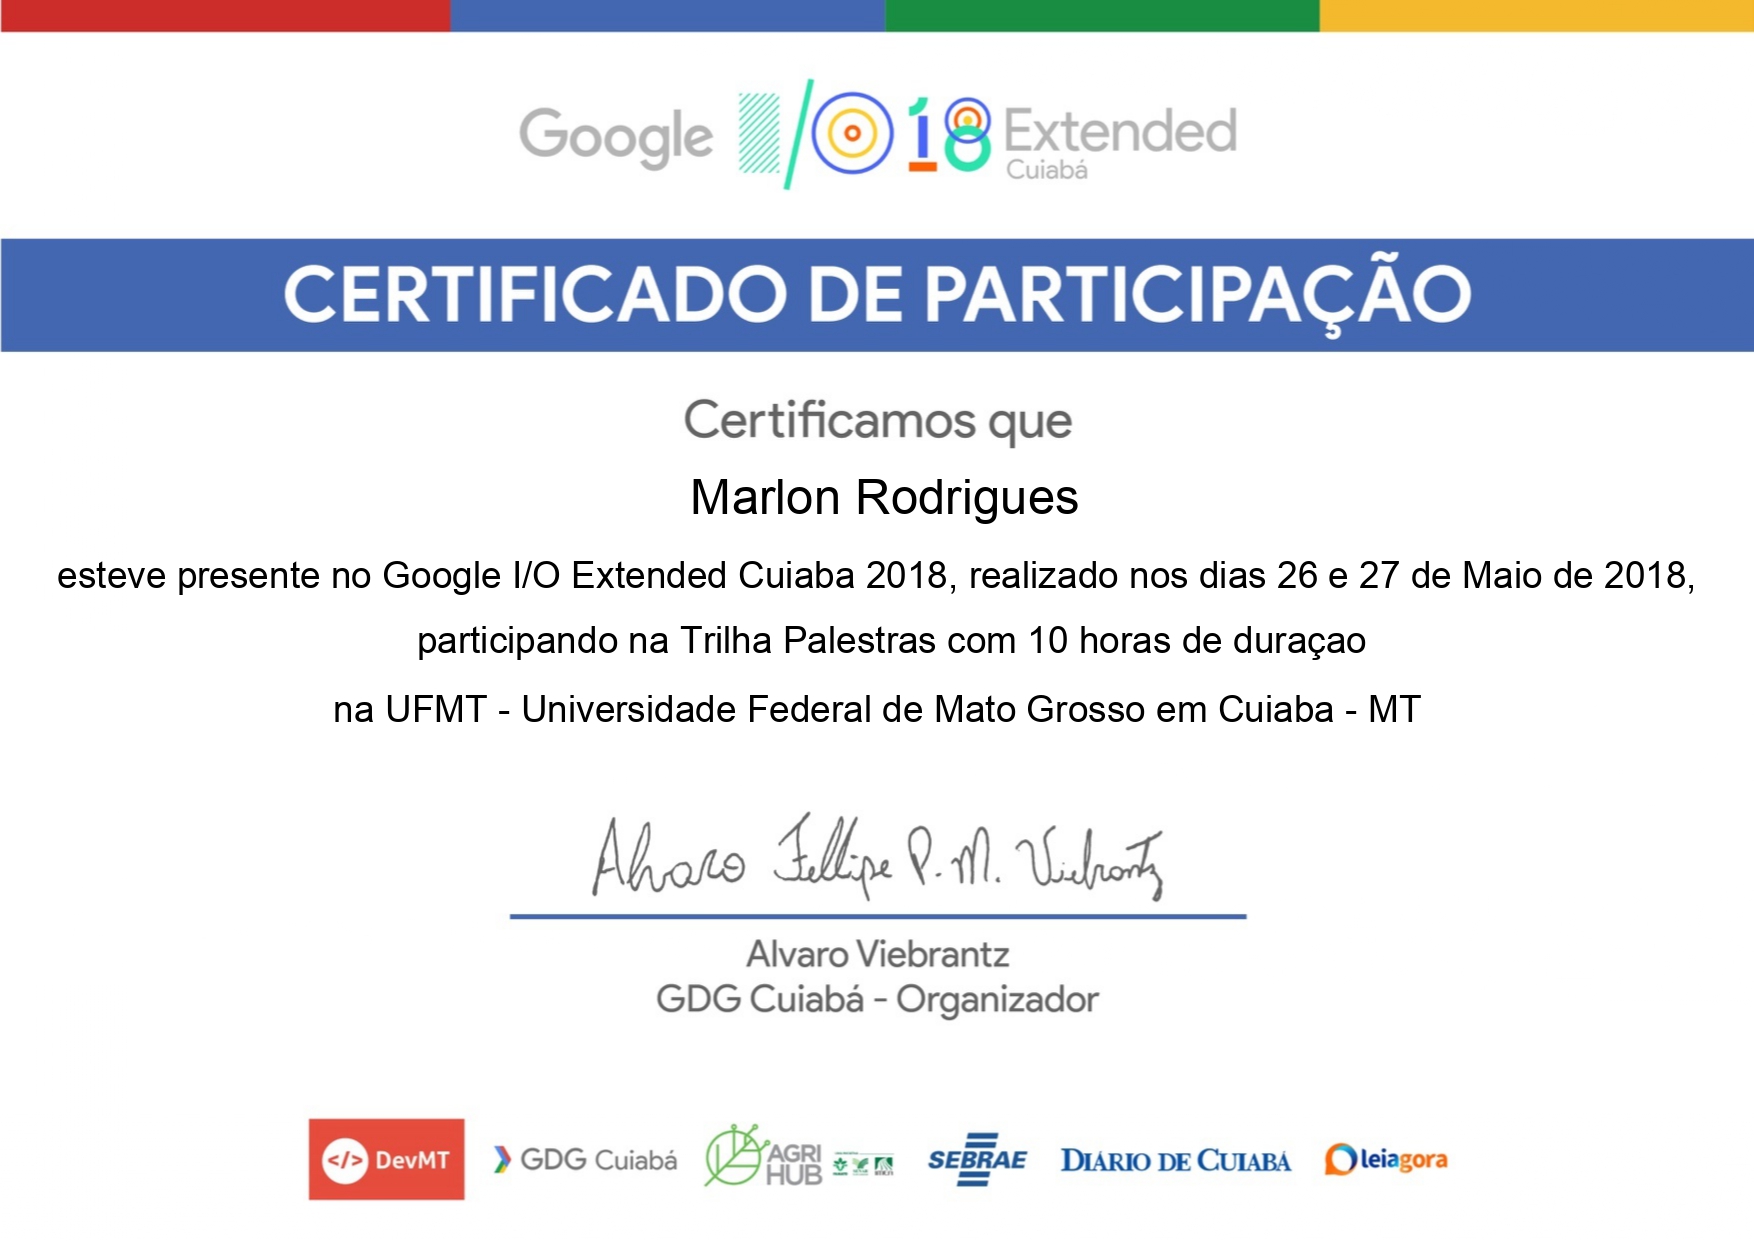 Google I/O 18 Extended
Cuiabá
CERTIFICADO DE PARTICIPAÇÃO
Certificamos que
Marlon Rodrigues
esteve presente no Google I/O Extended Cuiaba 2018, realizado nos dias 26 e 27 de Maio de 2018,
participando na Trilha Palestras com 10 horas de duraçao
na UFMT - Universidade Federal de Mato Grosso em Cuiaba - MT
Alvaro Fellipe P. M. Viebrantz
Alvaro Viebrantz
GDG Cuiabá - Organizador
</> DevMT GDG Cuiabá AGRI HUB SEBRAE DIÁRIO DE CUIABÁ leiagora